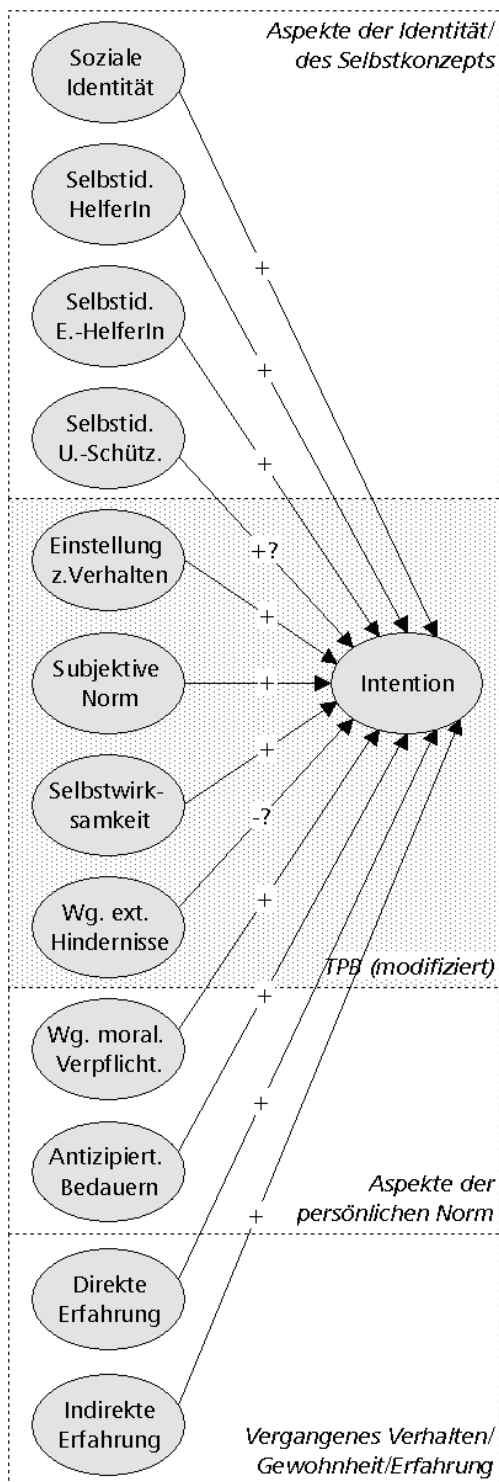 Aspekte der Identität/
des Selbstkonzepts
Soziale
Identität
Selbstid.
HelferIn
+
Selbstid.
E.-HelferIn
+
Selbstid.
U.-Schütz.
+
+?
Einstellung
z.Verhalten
+
Subjektive
Norm
+
Intention
Selbstwirk-
samkeit
+
-?
Wg. ext.
Hindernisse
+
TPB (modifiziert)
+
Wg. moral.
Verpflicht.
+
Antizipiert.
Bedauern
Aspekte der
persönlichen Norm
+
Direkte
Erfahrung
Indirekte
Erfahrung
Vergangenes Verhalten/
Gewohnheit/Erfahrung